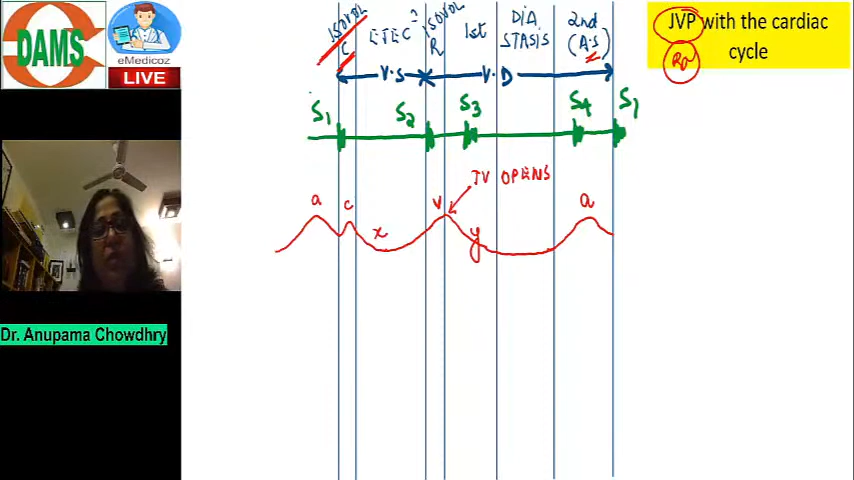 DAMS
eMedicoz
LIVE
Dr. Anupama Chowdhry
ISOVOL C
EJEC
ISOVOL R
1st
DIA STASIS
2nd (A.S)
JVP with the cardiac
cycle
RA
V.S
V.D
S1
S2
S3
S4
S1
TV OPENS
a
c
x
v
y
a